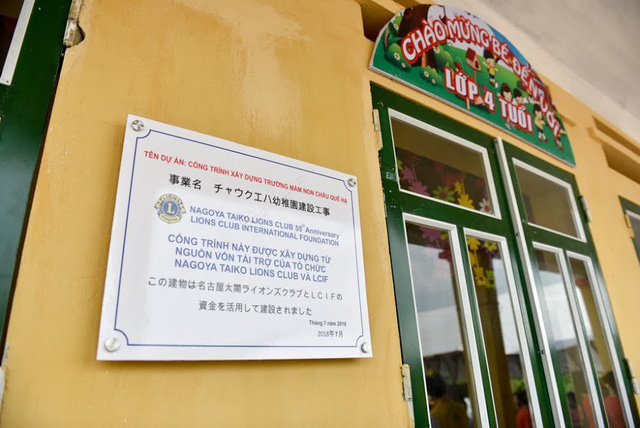 CHÀO MỪNG BÉ ĐẾN VỚI
LỚP 4 TUỔI
TÊN DỰ ÁN: CÔNG TRÌNH XÂY DỰNG TRƯỜNG MẦM NON CHÂU QUẾ HẠ
事業名 チャウクエハ幼稚園建設工事
NAGOYA TAIKO LIONS CLUB 55th Anniversary
LIONS CLUB INTERNATIONAL FOUNDATION
CÔNG TRÌNH NÀY ĐƯỢC XÂY DỰNG TỪ
NGUỒN VỐN TÀI TRỢ CỦA TỔ CHỨC
NAGOYA TAIKO LIONS CLUB VÀ LCIF
この建物は名古屋太閤ライオンズクラブとLCIFの
資金を活用して建設されました
Tháng 7 năm 2018
2018年7月